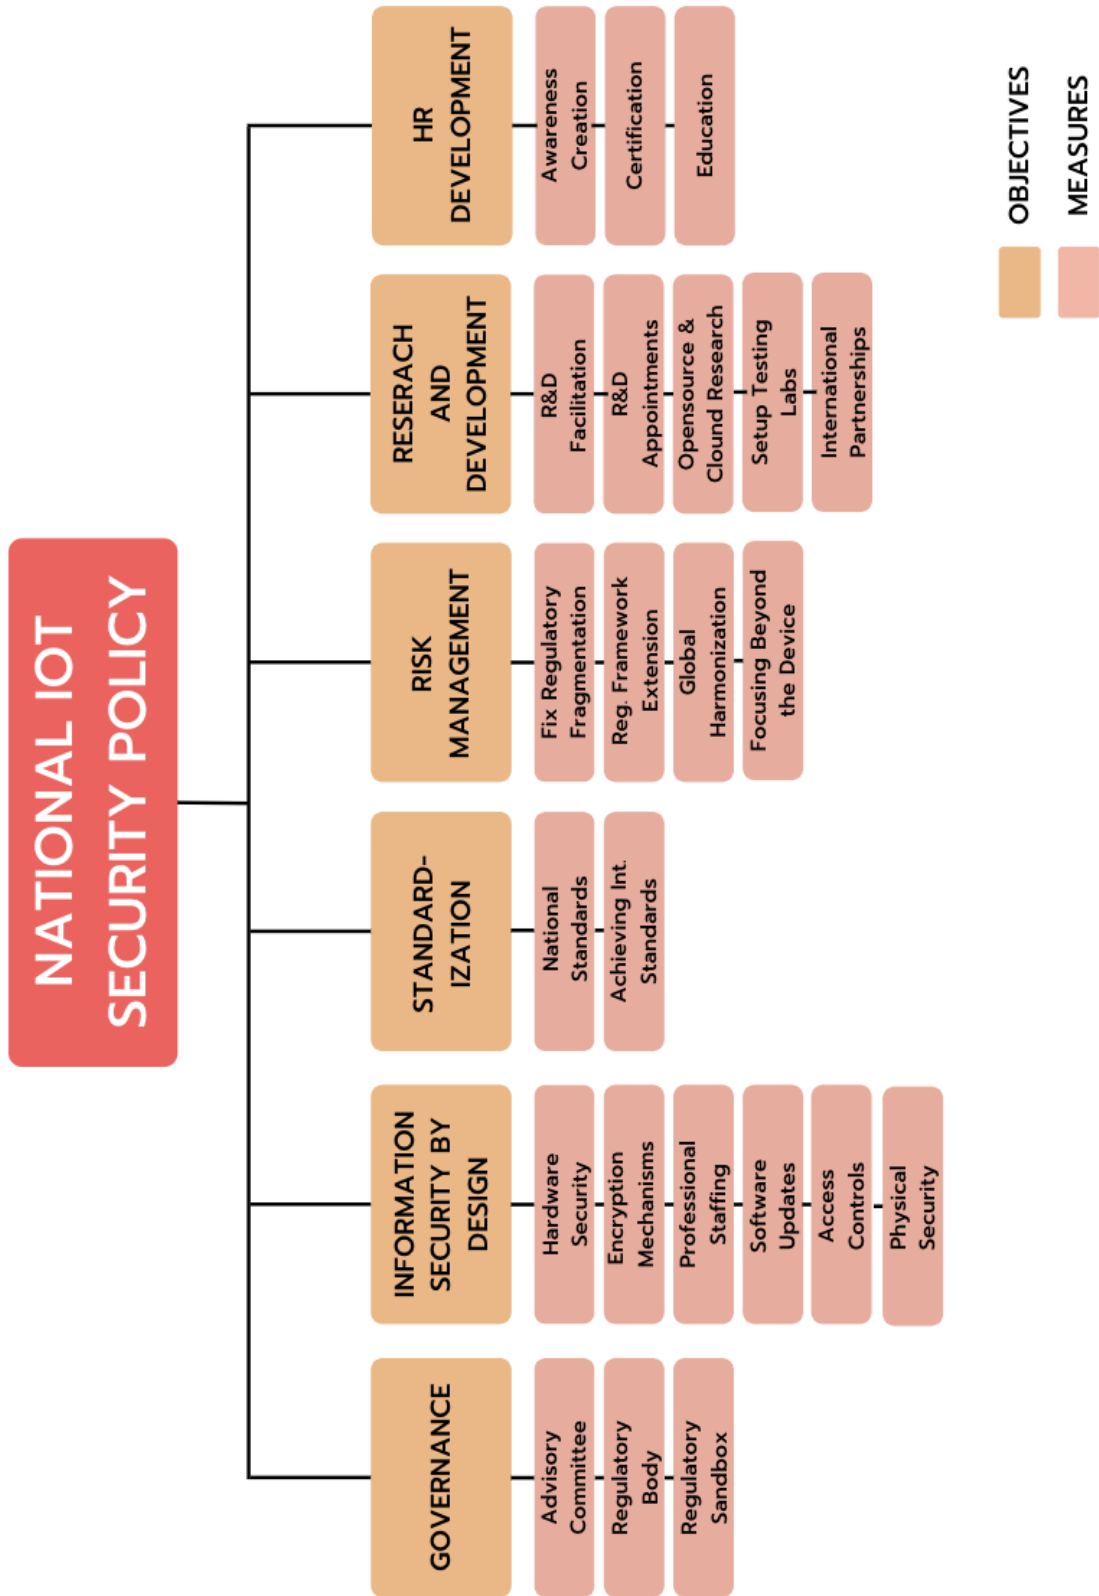 NATIONAL IOT
SECURITY POLICY
GOVERNANCE
Advisory
Committee
Regulatory
Body
Regulatory
Sandbox
INFORMATION
SECURITY BY
DESIGN
Hardware
Security
Encryption
Mechanisms
Professional
Staffing
Software
Updates
Access
Controls
Physical
Security
STANDARD-
IZATION
National
Standards
Achieving Int.
Standards
RISK
MANAGEMENT
Fix Regulatory
Fragmentation
Reg. Framework
Extension
Global
Harmonization
Focusing Beyond
the Device
RESERACH
AND
DEVELOPMENT
R&D
Facilitation
R&D
Appointments
Opensource &
Clound Research
Setup Testing
Labs
International
Partnerships
HR
DEVELOPMENT
Awareness
Creation
Certification
Education
OBJECTIVES
MEASURES